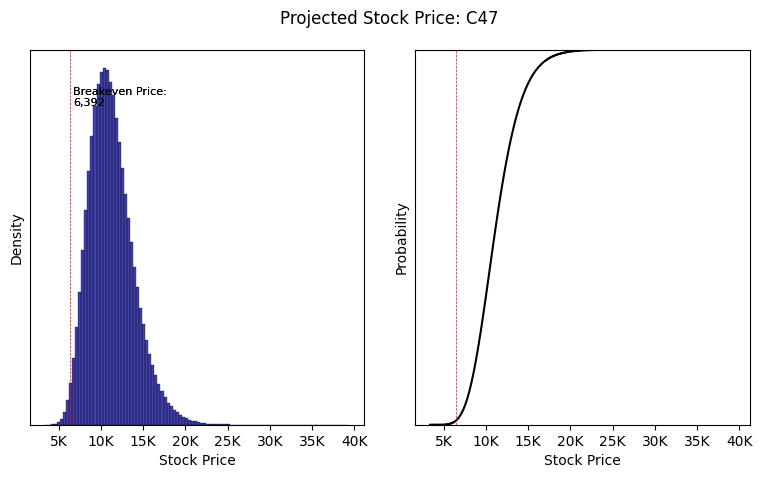 Projected Stock Price: C47
Breakeven Price:
6,392
Density
5K 10K 15K 20K 25K 30K 35K 40K
Stock Price
Probability
5K 10K 15K 20K 25K 30K 35K 40K
Stock Price